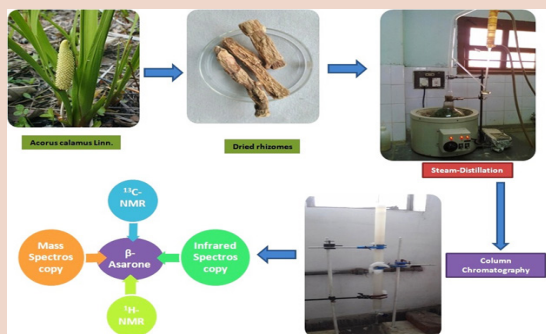 Acorus calamus Linn.
Dried rhizomes
Steam-Distillation
13C-
NMR
Mass
Spectros
copy
β-
Asarone
Infrared
Spectros
copy
1H-
NMR
Column
Chromatography